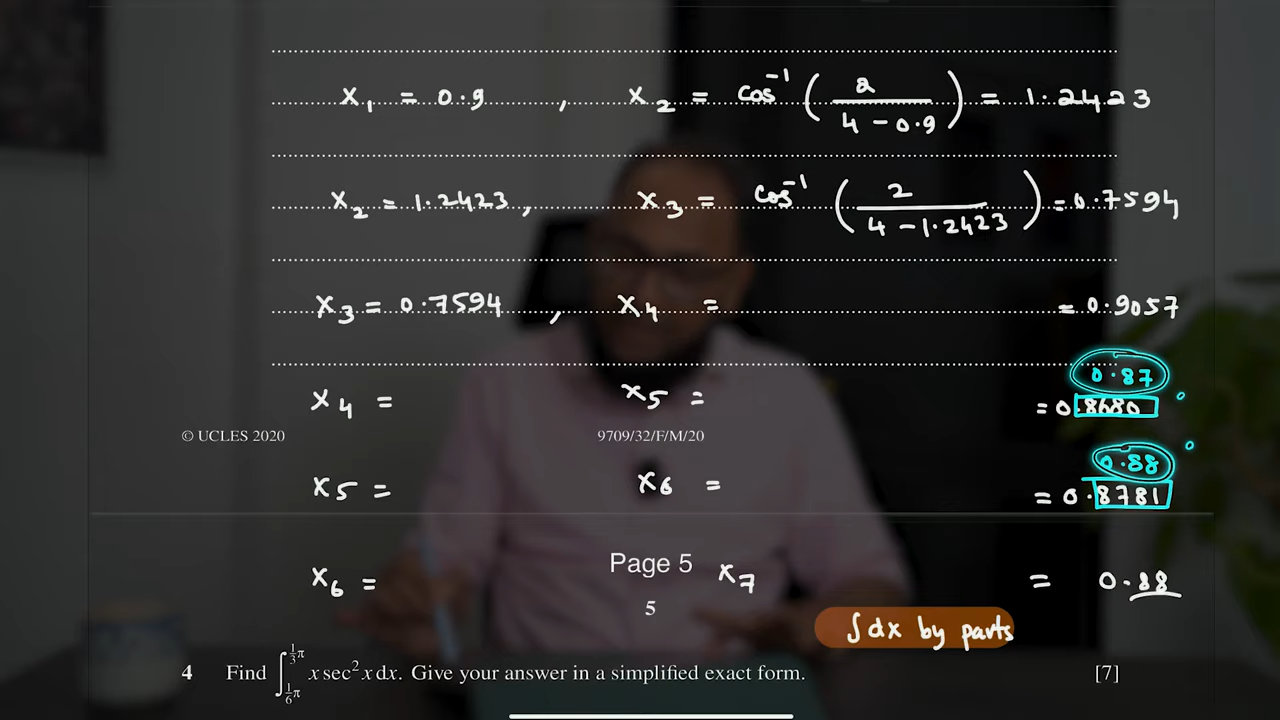 x₁ = 0.9 , x₂ = cos⁻¹ ( 2 / (4 − 0.9) ) = 1.2423
x₂ = 1.2423 , x₃ = cos⁻¹ ( 2 / (4 − 1.2423) ) = 0.7594
x₃ = 0.7594 , x₄ = = 0.9057
0.87
x₄ = x₅ = = 0.8680
© UCLES 2020 9709/32/F/M/20
0.88
x₅ = x₆ = = 0.8781
Page 5
x₆ = x₇ = 0.88
5
∫dx by parts
4 Find ∫_{⅙π}^{⅓π} x sec² x dx. Give your answer in a simplified exact form. [7]